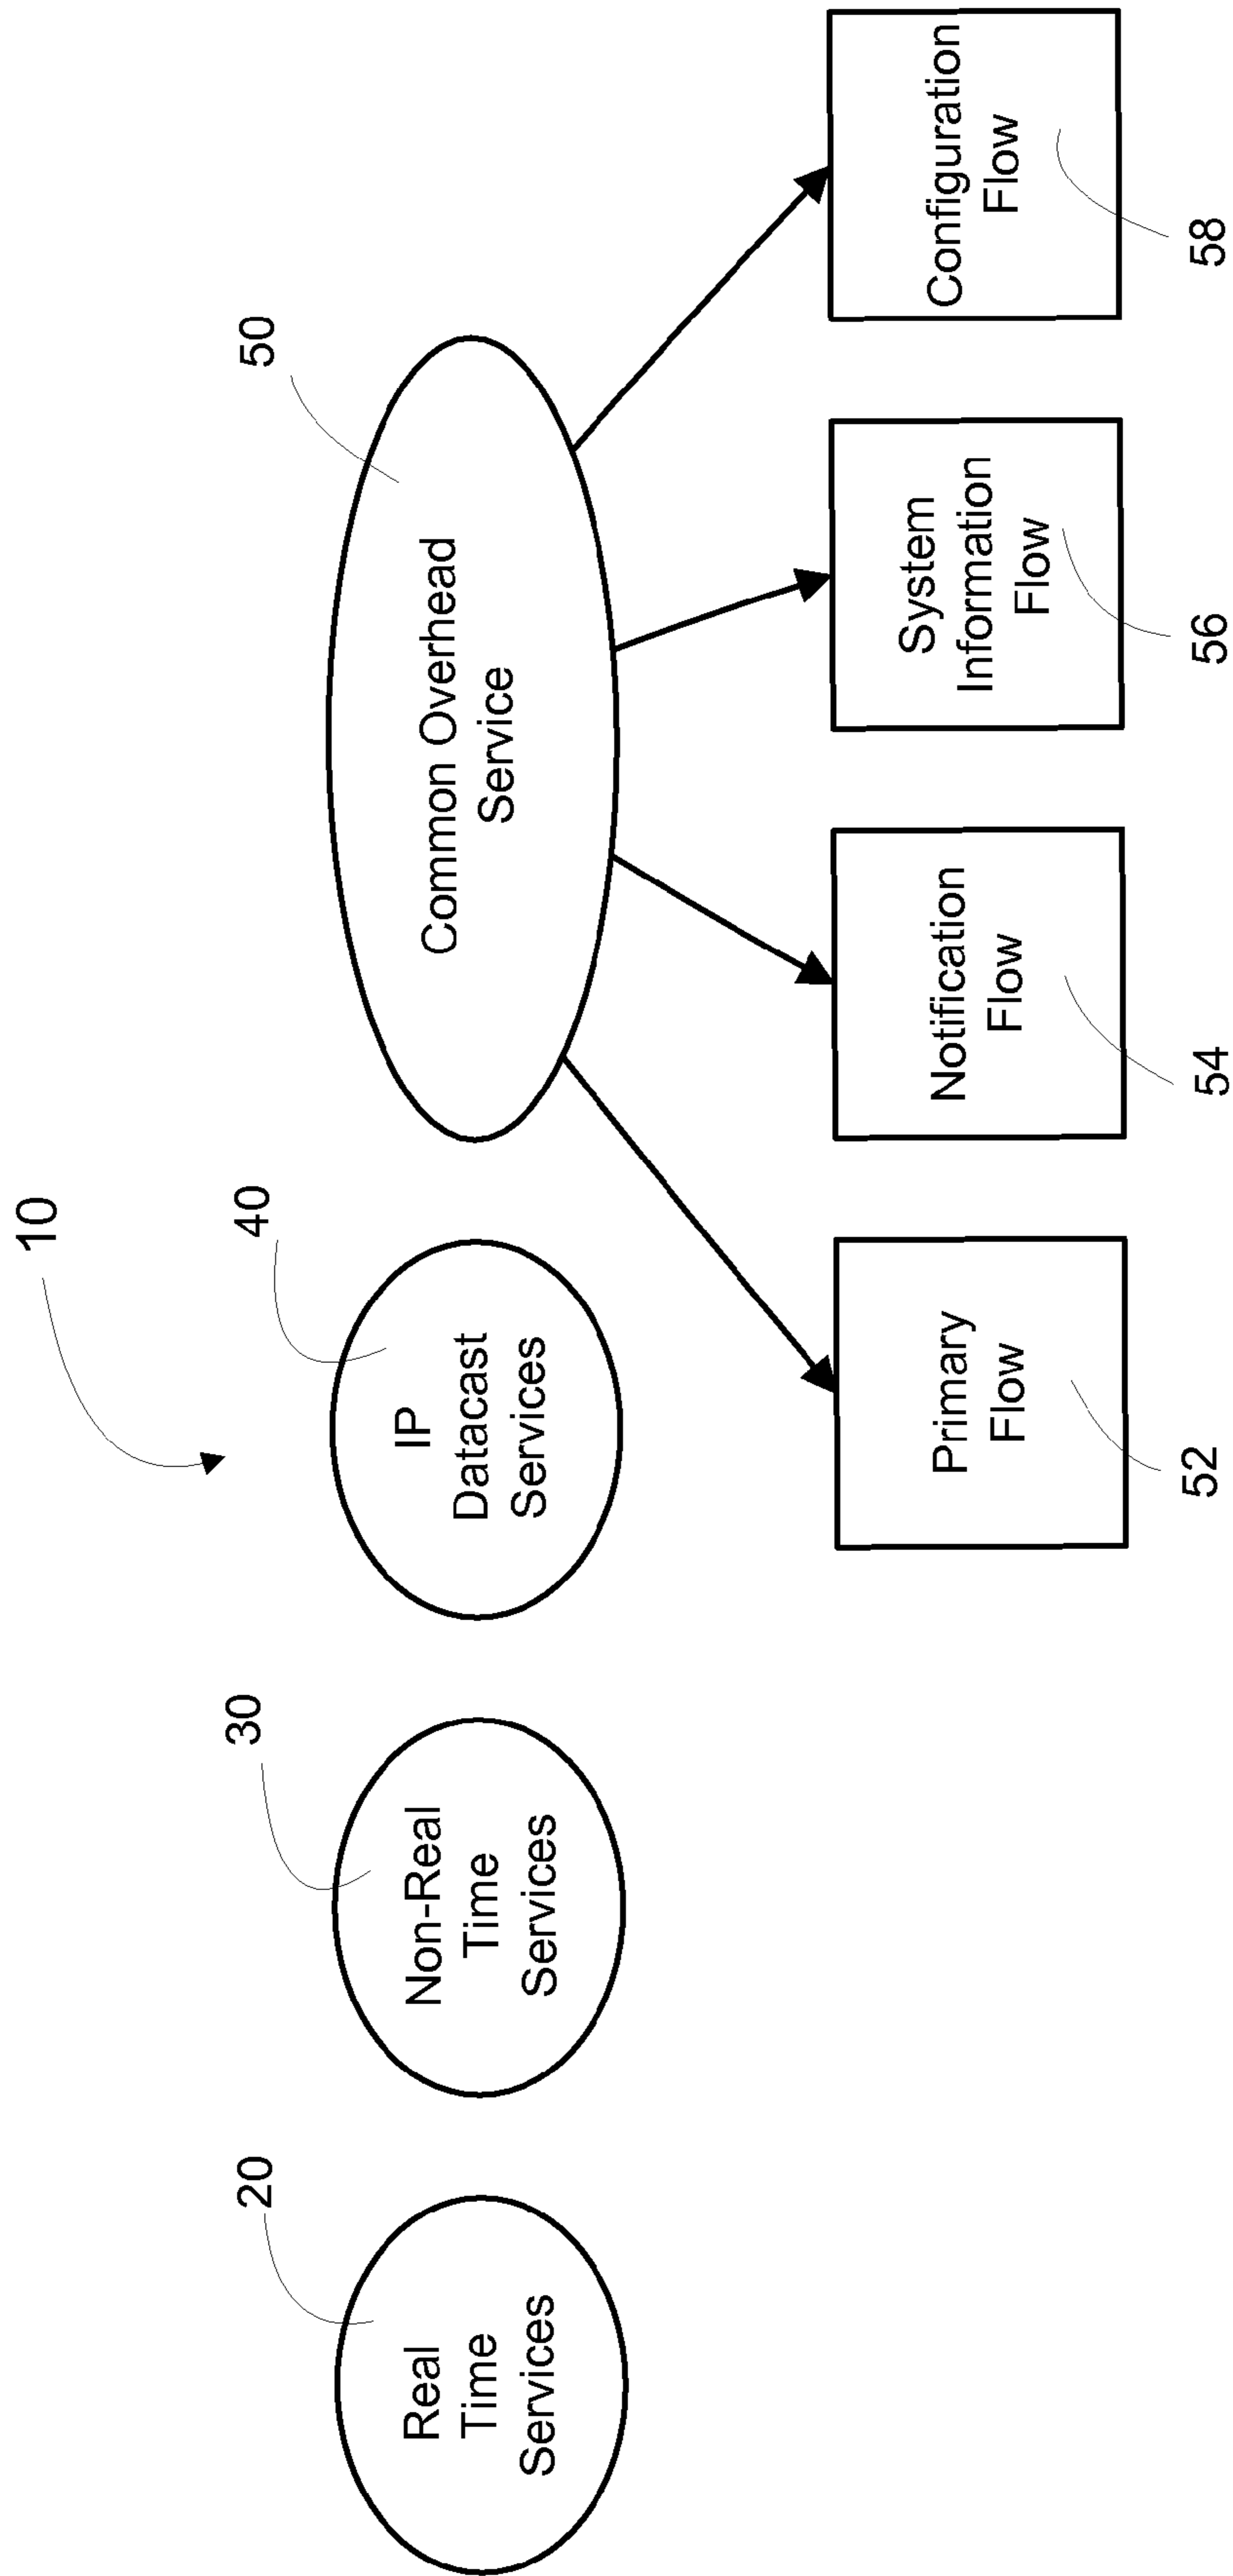 10
20
30
40
50
Real
Time
Services
Non-Real
Time
Services
IP
Datacast
Services
Common Overhead
Service
Primary
Flow
Notification
Flow
System
Information
Flow
Configuration
Flow
52
54
56
58